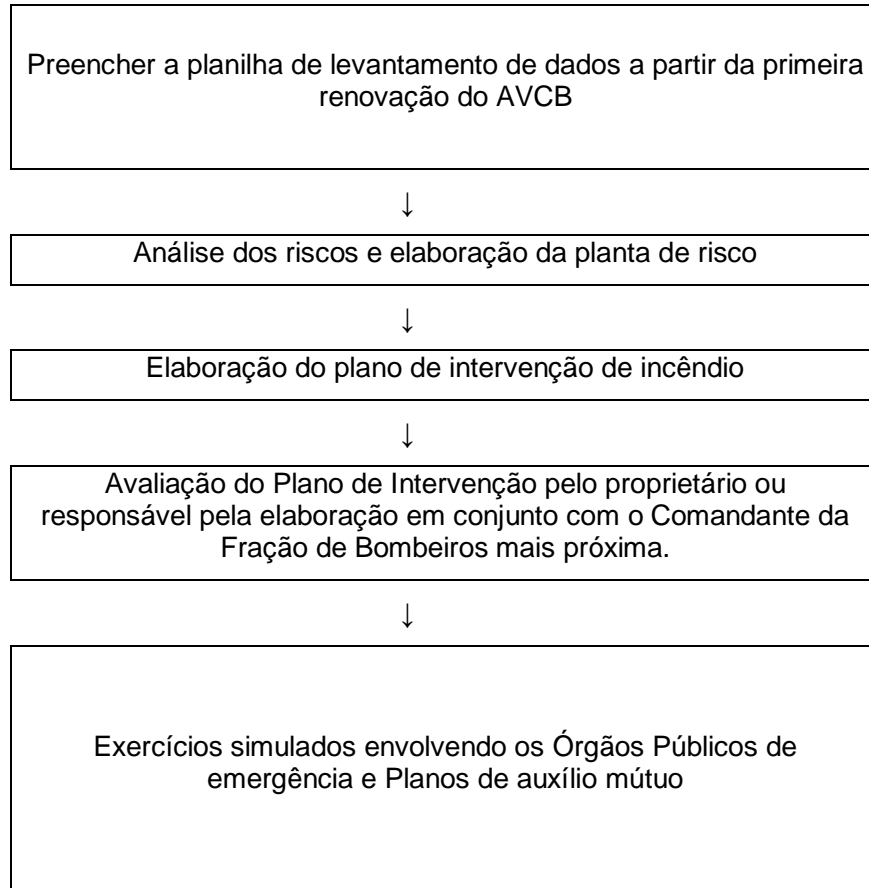 Preencher a planilha de levantamento de dados a partir da primeira
renovação do AVCB
↓
Análise dos riscos e elaboração da planta de risco
↓
Elaboração do plano de intervenção de incêndio
↓
Avaliação do Plano de Intervenção pelo proprietário ou
responsável pela elaboração em conjunto com o Comandante da
Fração de Bombeiros mais próxima.
↓
Exercícios simulados envolvendo os Órgãos Públicos de
emergência e Planos de auxílio mútuo